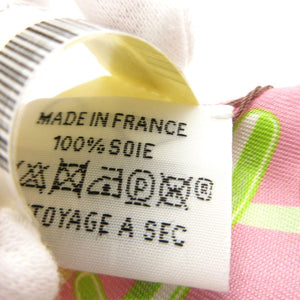 MADE IN FRANCE
100% SOIE
P ®
TOYAGE A SEC